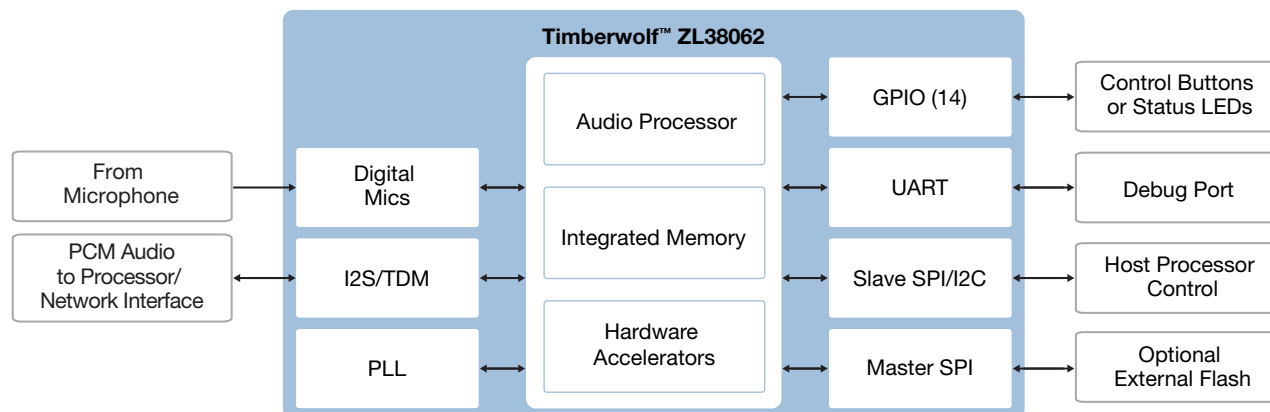 Timberwolf™ ZL38062
Audio Processor
GPIO (14)
Control Buttons
or Status LEDs
From
Microphone
Digital
Mics
UART
Debug Port
PCM Audio
to Processor/
Network Interface
I2S/TDM
Integrated Memory
Slave SPI/I2C
Host Processor
Control
PLL
Hardware
Accelerators
Master SPI
Optional
External Flash